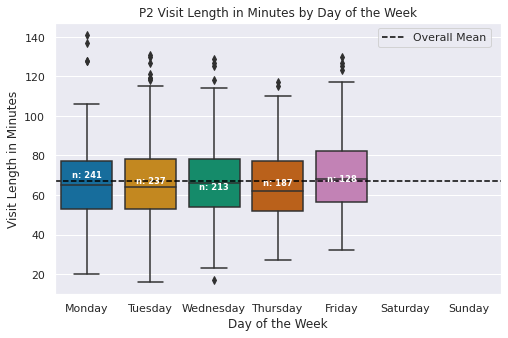 P2 Visit Length in Minutes by Day of the Week
Overall Mean
Visit Length in Minutes
140
120
100
80
60
40
20
n: 241
n: 237
n: 213
n: 187
n: 128
Monday Tuesday Wednesday Thursday Friday Saturday Sunday
Day of the Week